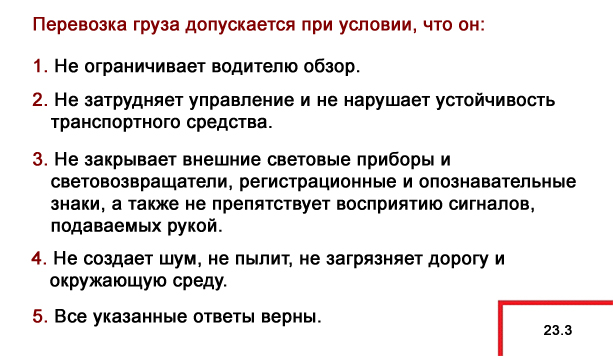 Перевозка груза допускается при условии, что он:
1. Не ограничивает водителю обзор.
2. Не затрудняет управление и не нарушает устойчивость
транспортного средства.
3. Не закрывает внешние световые приборы и
световозвращатели, регистрационные и опознавательные
знаки, а также не препятствует восприятию сигналов,
подаваемых рукой.
4. Не создает шум, не пылит, не загрязняет дорогу и
окружающую среду.
5. Все указанные ответы верны.
23.3